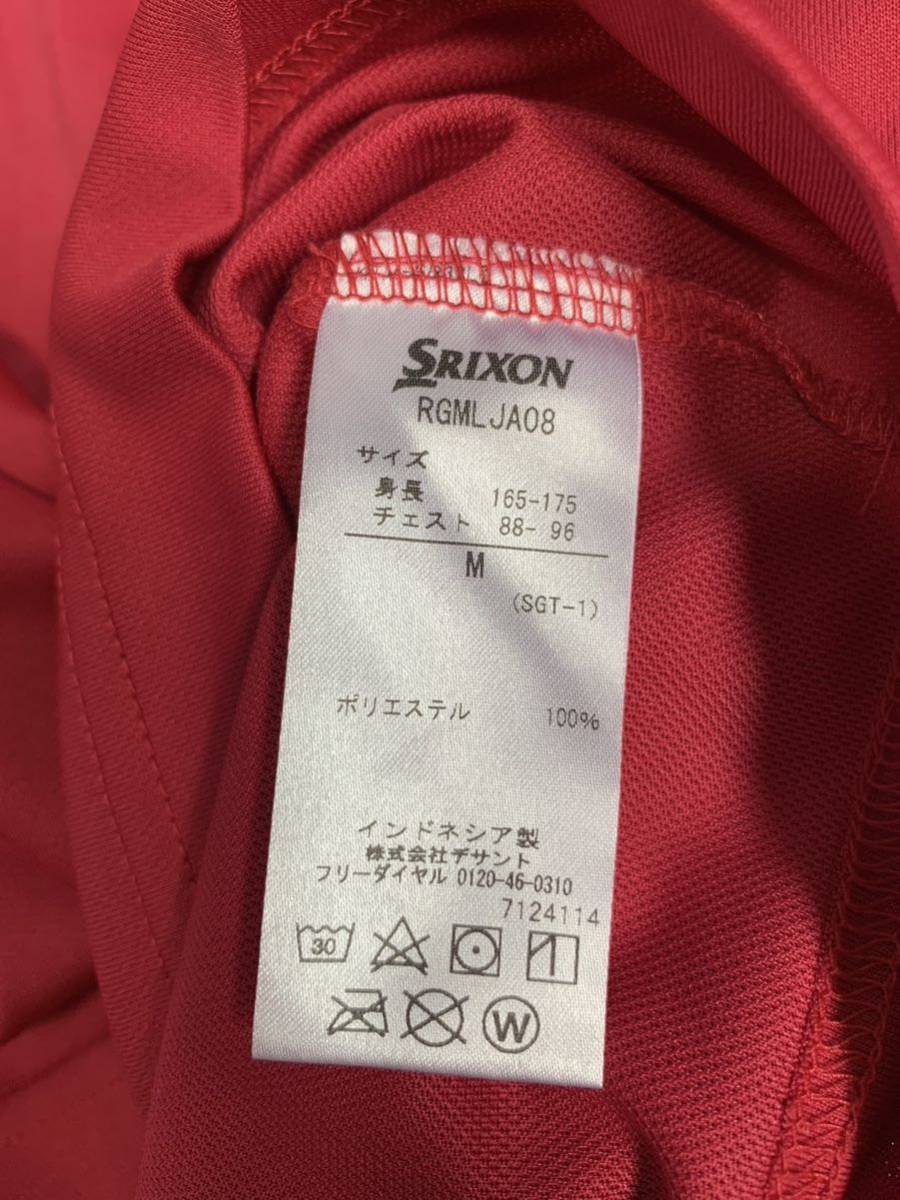 SRIXON
RGMLJA08
サイズ
身長 165-175
チェスト 88- 96
M
(SGT-1)
ポリエステル 100%
インドネシア製
株式会社デサント
フリーダイヤル 0120-46-0310
7124114
30
W